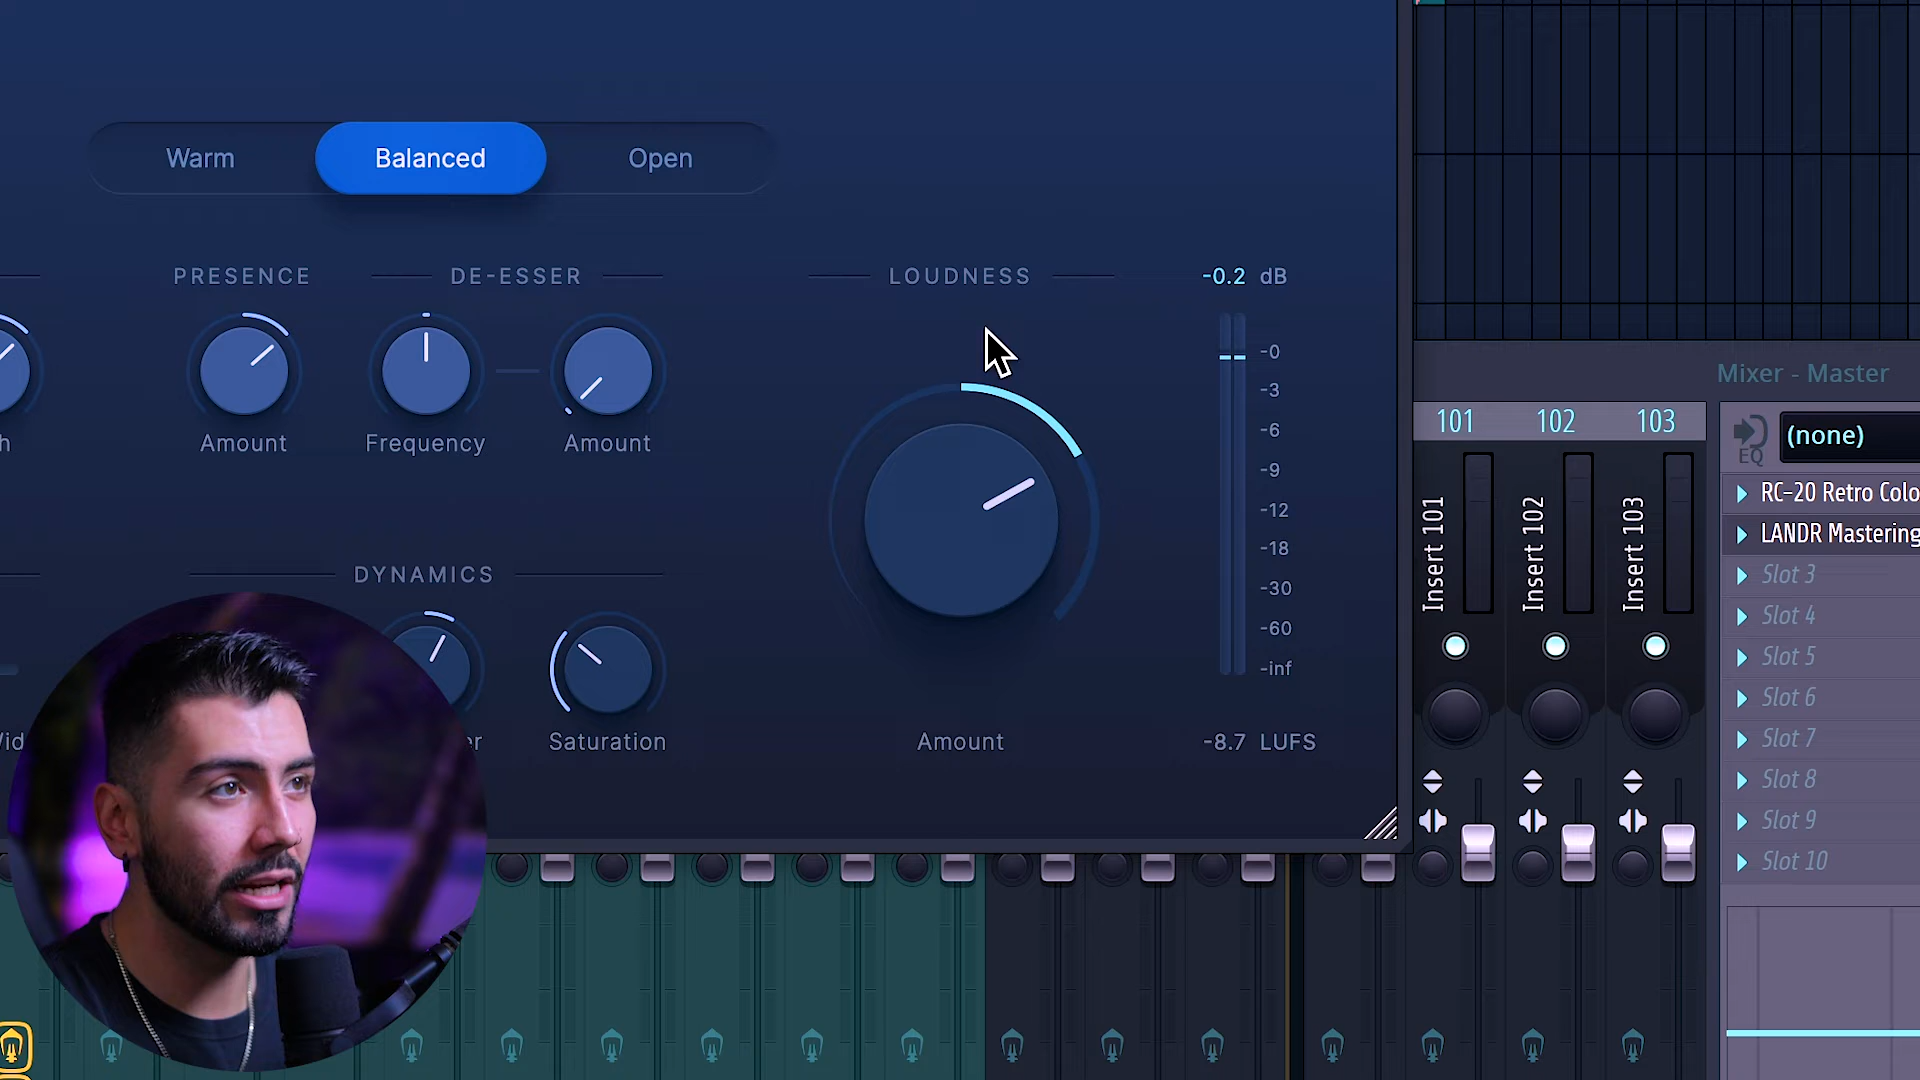 Warm Balanced Open
PRESENCE DE-ESSER LOUDNESS -0.2 dB
-0
-3
-6
-9
-12
-18
-30
-60
-inf
Amount Frequency Amount
DYNAMICS
Saturation Amount -8.7 LUFS
Mixer - Master
101 102 103
Insert 101
Insert 102
Insert 103
EQ
(none)
RC-20 Retro Colo
LANDR Mastering
Slot 3
Slot 4
Slot 5
Slot 6
Slot 7
Slot 8
Slot 9
Slot 10